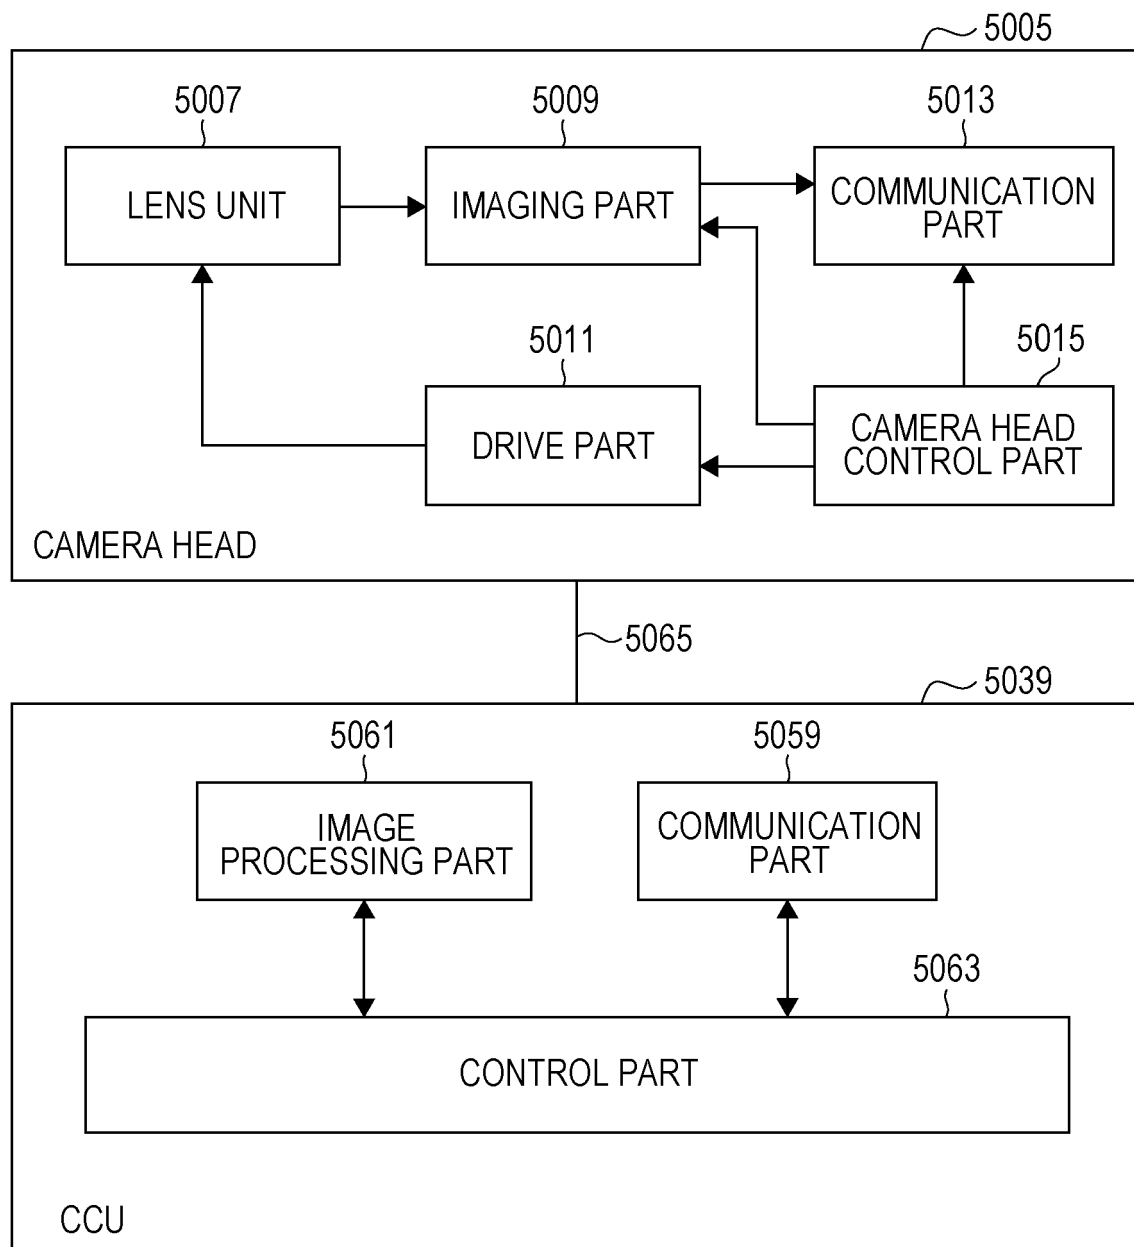 5005
5007
5009
5013
LENS UNIT
IMAGING PART
COMMUNICATION
PART
5011
5015
DRIVE PART
CAMERA HEAD
CONTROL PART
CAMERA HEAD
5065
5039
5061
5059
IMAGE
PROCESSING PART
COMMUNICATION
PART
5063
CONTROL PART
CCU